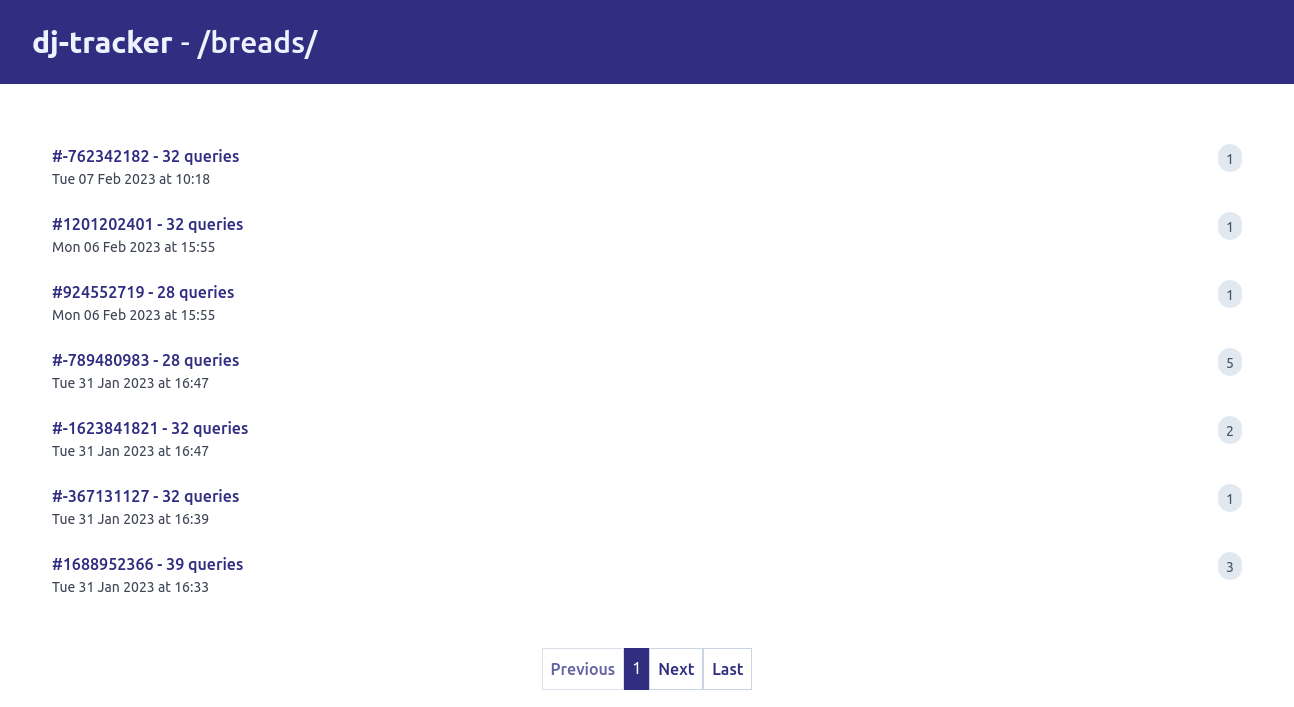 dj-tracker - /breads/
#-762342182 - 32 queries 1
Tue 07 Feb 2023 at 10:18
#1201202401 - 32 queries 1
Mon 06 Feb 2023 at 15:55
#924552719 - 28 queries 1
Mon 06 Feb 2023 at 15:55
#-789480983 - 28 queries 5
Tue 31 Jan 2023 at 16:47
#-1623841821 - 32 queries 2
Tue 31 Jan 2023 at 16:47
#-367131127 - 32 queries 1
Tue 31 Jan 2023 at 16:39
#1688952366 - 39 queries 3
Tue 31 Jan 2023 at 16:33
Previous 1 Next Last